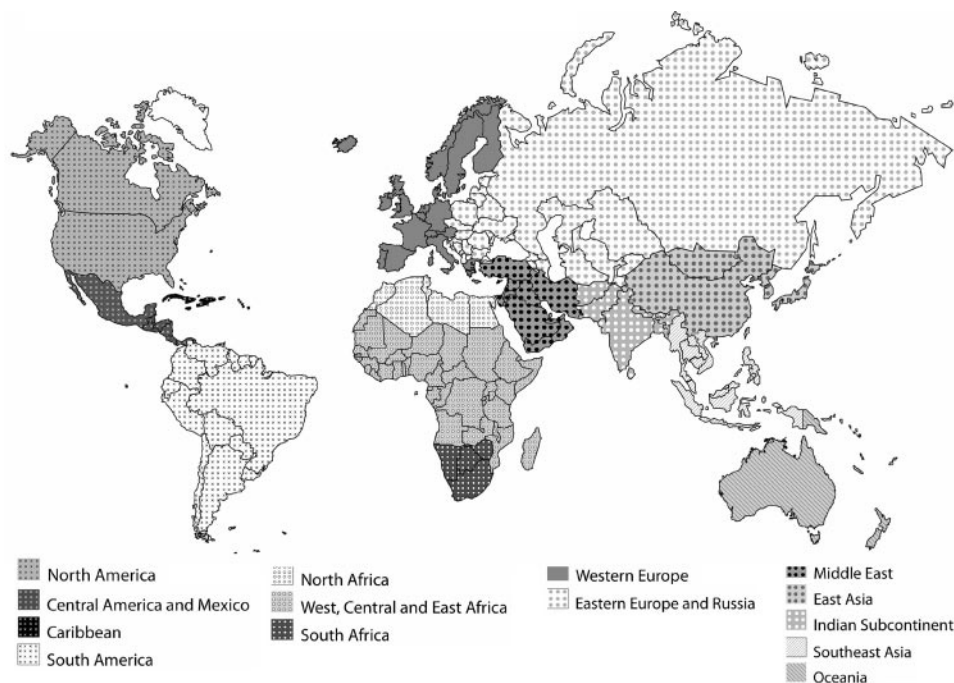 North America
Central America and Mexico
Caribbean
South America
North Africa
West, Central and East Africa
South Africa
Western Europe
Eastern Europe and Russia
Middle East
East Asia
Indian Subcontinent
Southeast Asia
Oceania